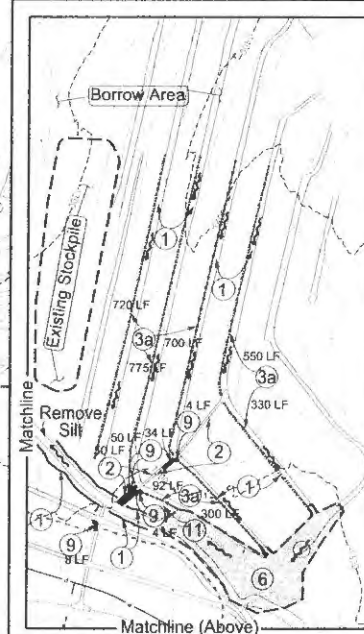 Borrow Area
Existing Stockpile
1
1
720 LF
3a
700 LF
775 LF
550 LF
3a
330 LF
4 LF
Matchline
Remove
Sill
50 LF
34 LF
9
9
2
2
92 LF
3a
1
1
9
300 LF
11
4 LF
9
8 LF
1
6
Matchline (Above)